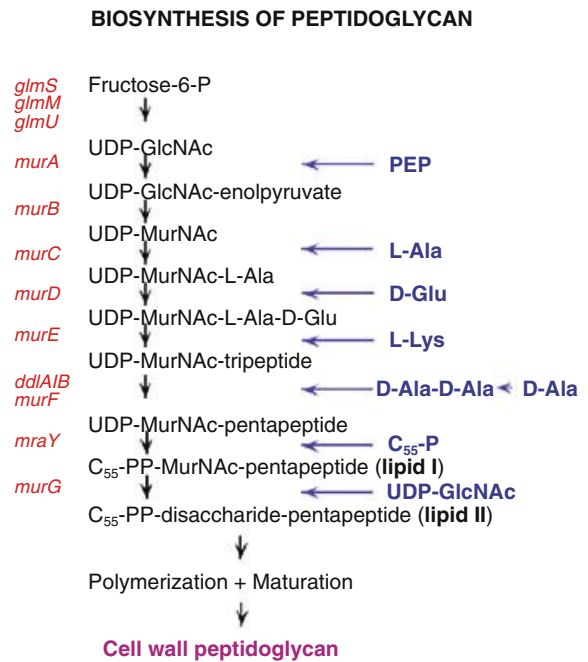 BIOSYNTHESIS OF PEPTIDOGLYCAN
glmS Fructose-6-P
glmM
glmU
UDP-GlcNAc
murA PEP
UDP-GlcNAc-enolpyruvate
murB
UDP-MurNAc
murC L-Ala
UDP-MurNAc-L-Ala
murD D-Glu
UDP-MurNAc-L-Ala-D-Glu
murE L-Lys
UDP-MurNAc-tripeptide
ddlAIB D-Ala-D-Ala D-Ala
murF
UDP-MurNAc-pentapeptide
mraY C55-P
C55-PP-MurNAc-pentapeptide (lipid I)
murG UDP-GlcNAc
C55-PP-disaccharide-pentapeptide (lipid II)
Polymerization + Maturation
Cell wall peptidoglycan